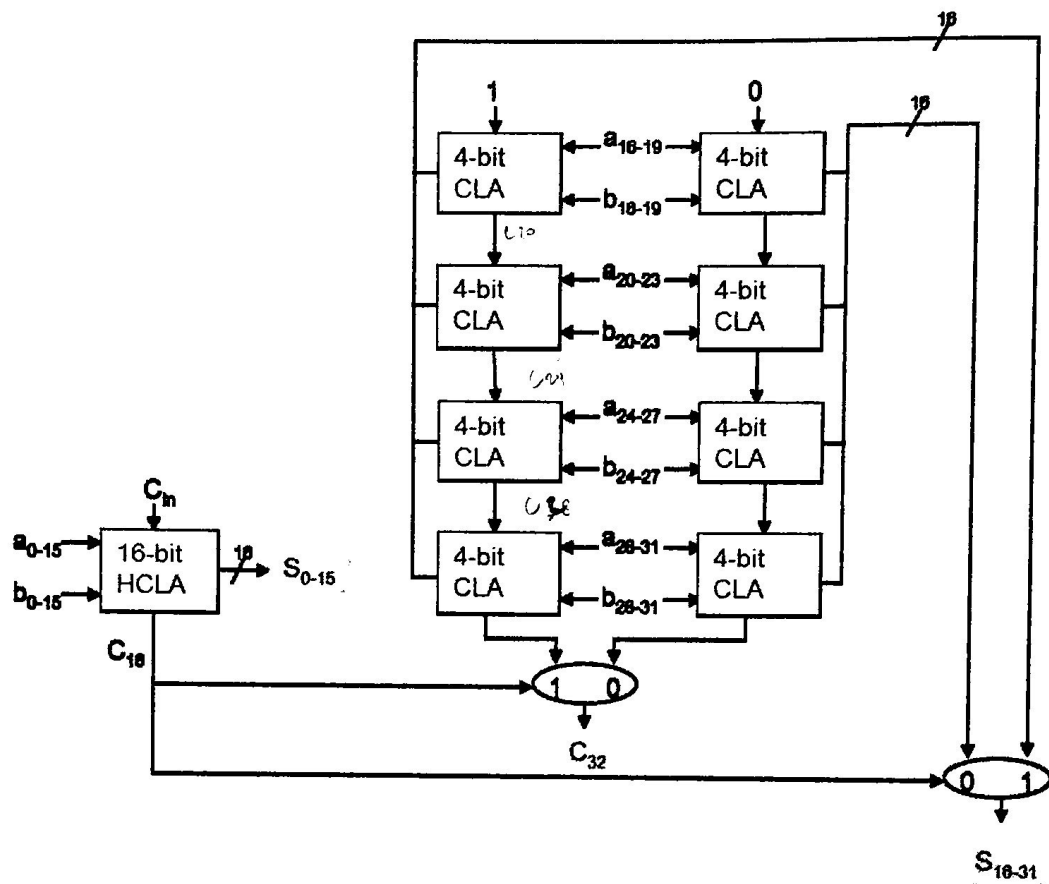 16
16
1
0
4-bit
CLA
a16-19
b16-19
4-bit
CLA
4-bit
CLA
a20-23
b20-23
4-bit
CLA
4-bit
CLA
a24-27
b24-27
4-bit
CLA
Cin
a0-15
b0-15
16-bit
HCLA
16
S0-15
4-bit
CLA
a28-31
b28-31
4-bit
CLA
C16
1 0
C32
0 1
S16-31